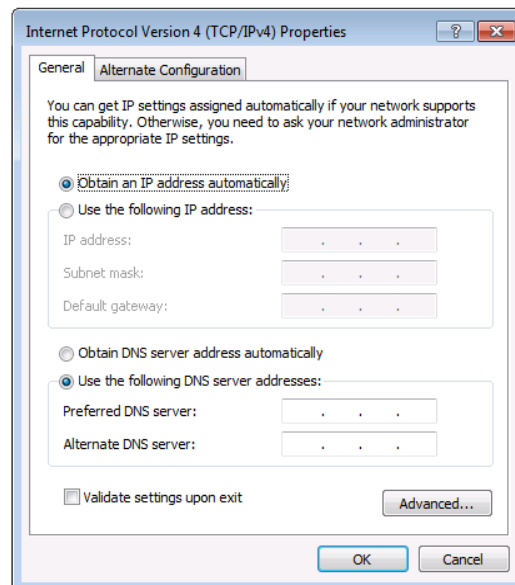 Internet Protocol Version 4 (TCP/IPv4) Properties
General
Alternate Configuration
You can get IP settings assigned automatically if your network supports
this capability. Otherwise, you need to ask your network administrator
for the appropriate IP settings.
Obtain an IP address automatically
Use the following IP address:
IP address:
. . .
Subnet mask:
. . .
Default gateway:
. . .
Obtain DNS server address automatically
Use the following DNS server addresses:
Preferred DNS server:
. . .
Alternate DNS server:
. . .
Validate settings upon exit
Advanced...
OK
Cancel